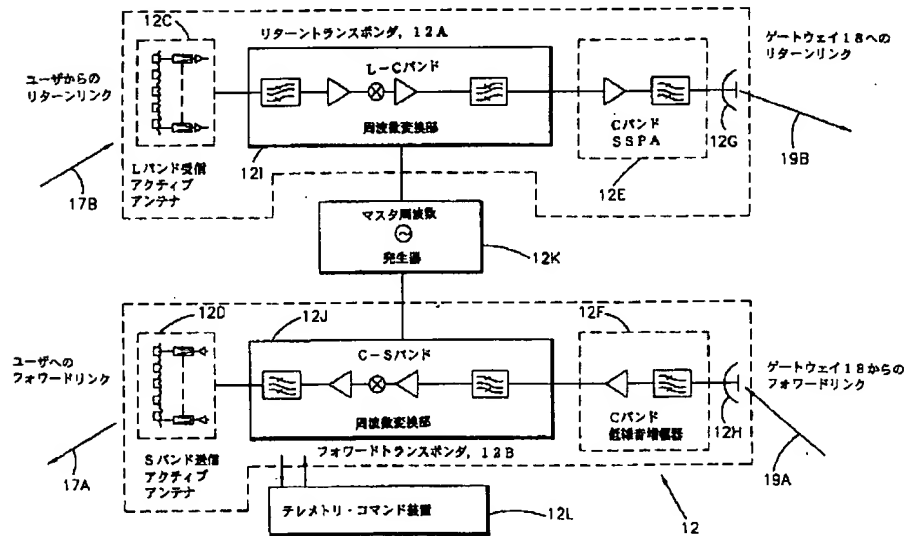 12C
リターントランスポンダ, 12A
ゲートウェイ18への
リターンリンク
ユーザからの
リターンリンク
L－Cバンド
周波数変換部
Cバンド
SSPA
12G
19B
Lバンド受信
アクティブ
アンテナ
12I
12E
17B
マスタ周波数
発生器
12K
12D
12J
12F
ユーザへの
フォワードリンク
C－Sバンド
周波数変換部
ゲートウェイ18からの
フォワードリンク
Cバンド
低雑音増幅器
12H
Sバンド受信
アクティブ
アンテナ
フォワードトランスポンダ, 12B
17A
19A
テレメトリ・コマンド装置
12L
12